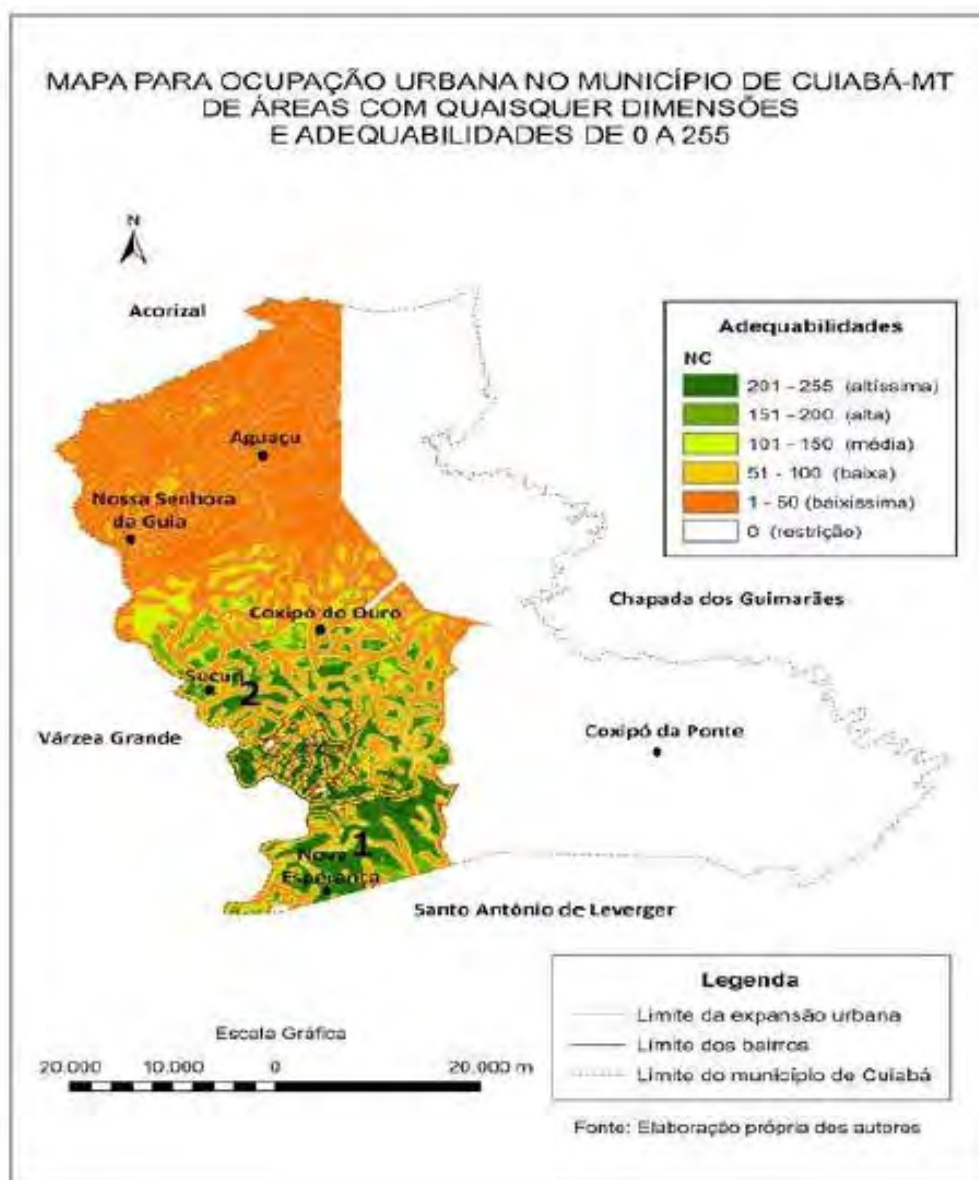 MAPA PARA OCUPAÇÃO URBANA NO MUNICÍPIO DE CUIABÁ-MT
DE ÁREAS COM QUAISQUER DIMENSÕES
E ADEQUABILIDADES DE 0 A 255
N
Acorizal
Adequabilidades
NC
201 - 255 (altíssima)
151 - 200 (alta)
101 - 150 (média)
51 - 100 (baixa)
1 - 50 (baixíssima)
0 (restrição)
Aguaçu
Nossa Senhora
da Guia
Chapada dos Guimarães
Coxipó do Ouro
Sucuri
2
Várzea Grande
Coxipó da Ponte
1
Nova
Esperança
Santo António de Leverger
Legenda
Limite da expansão urbana
Limite dos bairros
Limite do município de Cuiabá
Escala Gráfica
20.000 10.000 0 20.000 m
Fonte: Elaboração própria dos autores